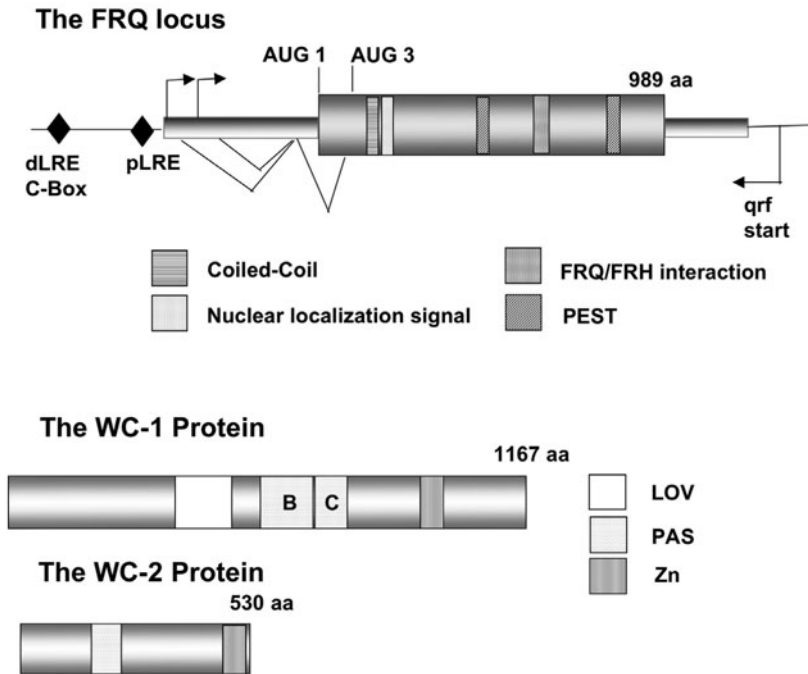 The FRQ locus
AUG 1
AUG 3
989 aa
dLRE
C-Box
pLRE
qrf
start
Coiled-Coil
FRQ/FRH interaction
Nuclear localization signal
PEST
The WC-1 Protein
1167 aa
B
C
LOV
PAS
Zn
The WC-2 Protein
530 aa